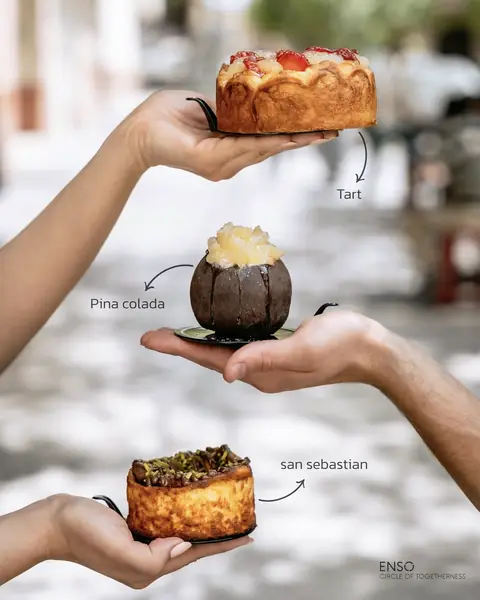 Tart
Pina colada
san sebastian
ENSO
CIRCLE OF TOGETHERNESS